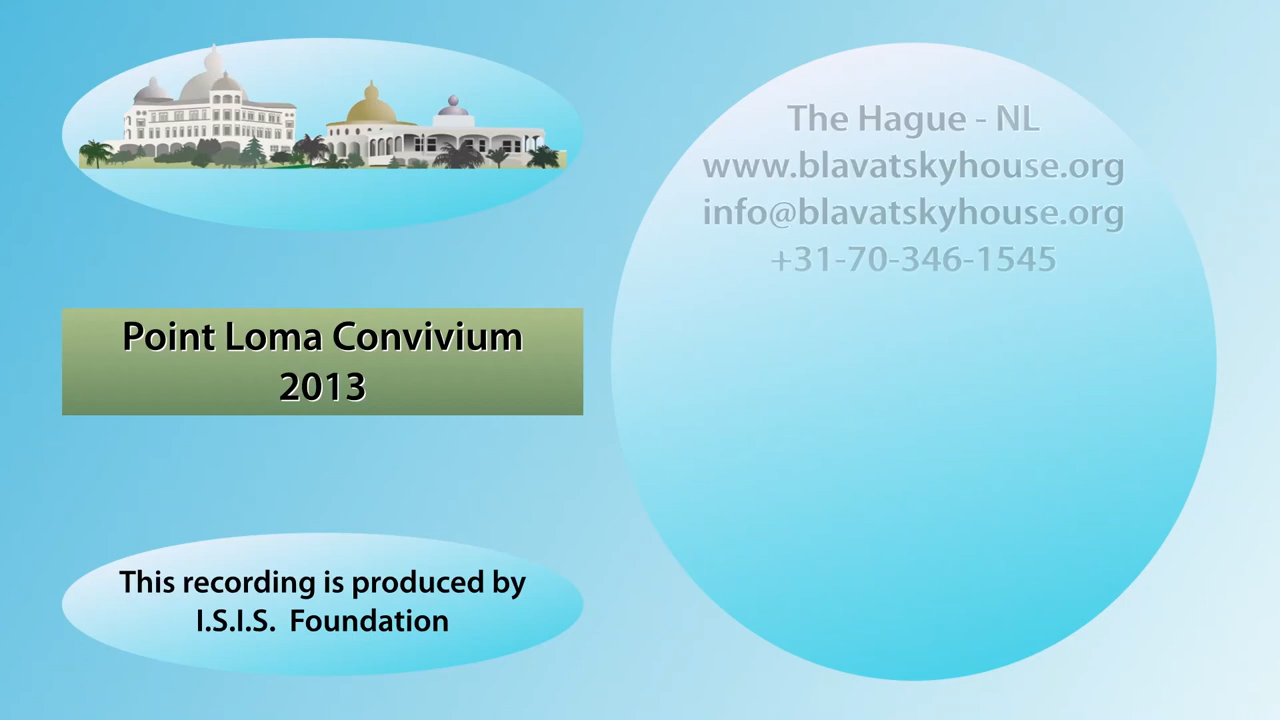 Point Loma Convivium
2013
This recording is produced by
I.S.I.S. Foundation
The Hague - NL
www.blavatskyhouse.org
info@blavatskyhouse.org
+31-70-346-1545